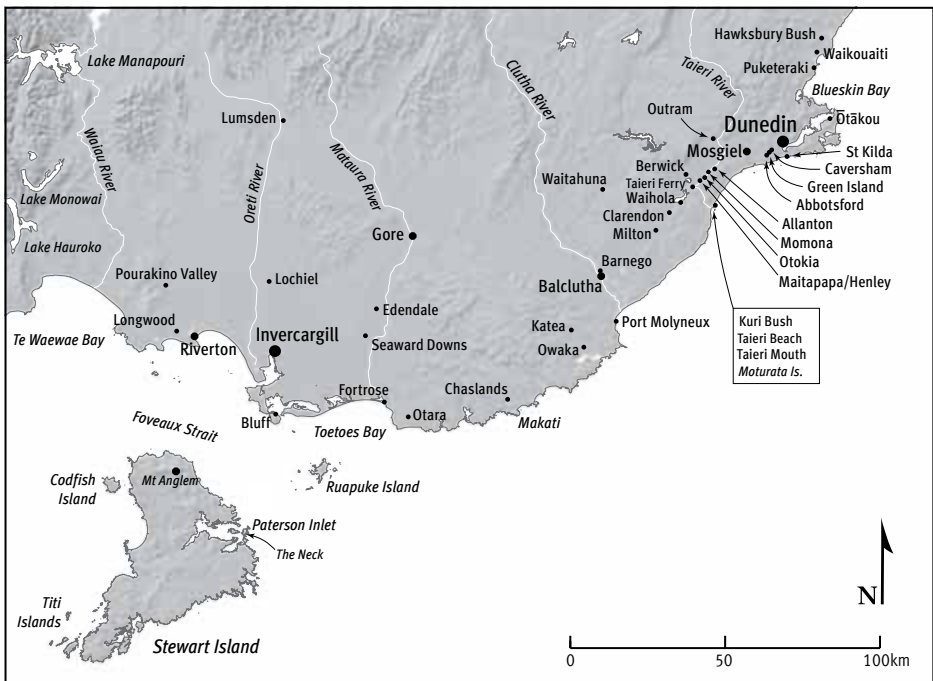 Hawksbury Bush
Waikouaiti
Puketeraki
Blueskin Bay
Lake Manapouri
Clutha River
Taieri River
Lumsden
Outram
Dunedin
Ōtākou
Mosgiel
St Kilda
Caversham
Green Island
Abbotsford
Allanton
Momona
Otokia
Maitapapa/Henley
Waiau River
Oreti River
Mataura River
Berwick
Taieri Ferry
Waihola
Clarendon
Milton
Waitahuna
Lake Monowai
Lake Hauroko
Gore
Barnego
Balclutha
Pourakino Valley
Lochiel
Longwood
Riverton
Invercargill
Edendale
Seaward Downs
Te Waewae Bay
Katea
Owaka
Port Molyneux
Kuri Bush
Taieri Beach
Taieri Mouth
Moturata Is.
Fortrose
Chaslands
Bluff
Otara
Makati
Toetoes Bay
Foveaux Strait
Codfish
Island
Mt Anglem
Ruapuke Island
Paterson Inlet
The Neck
Titi
Islands
Stewart Island
N
0
100km